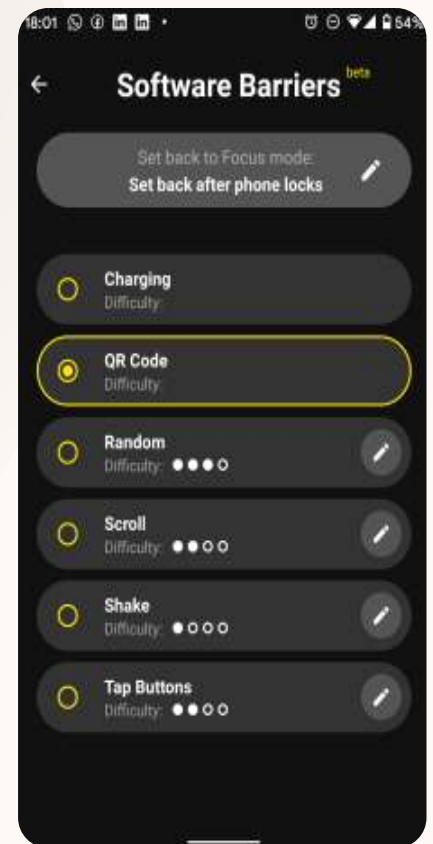 18:01 54%
Software Barriers beta
Set back to Focus mode:
Set back after phone locks
Charging
Difficulty:
QR Code
Difficulty:
Random
Difficulty:
Scroll
Difficulty:
Shake
Difficulty:
Tap Buttons
Difficulty: